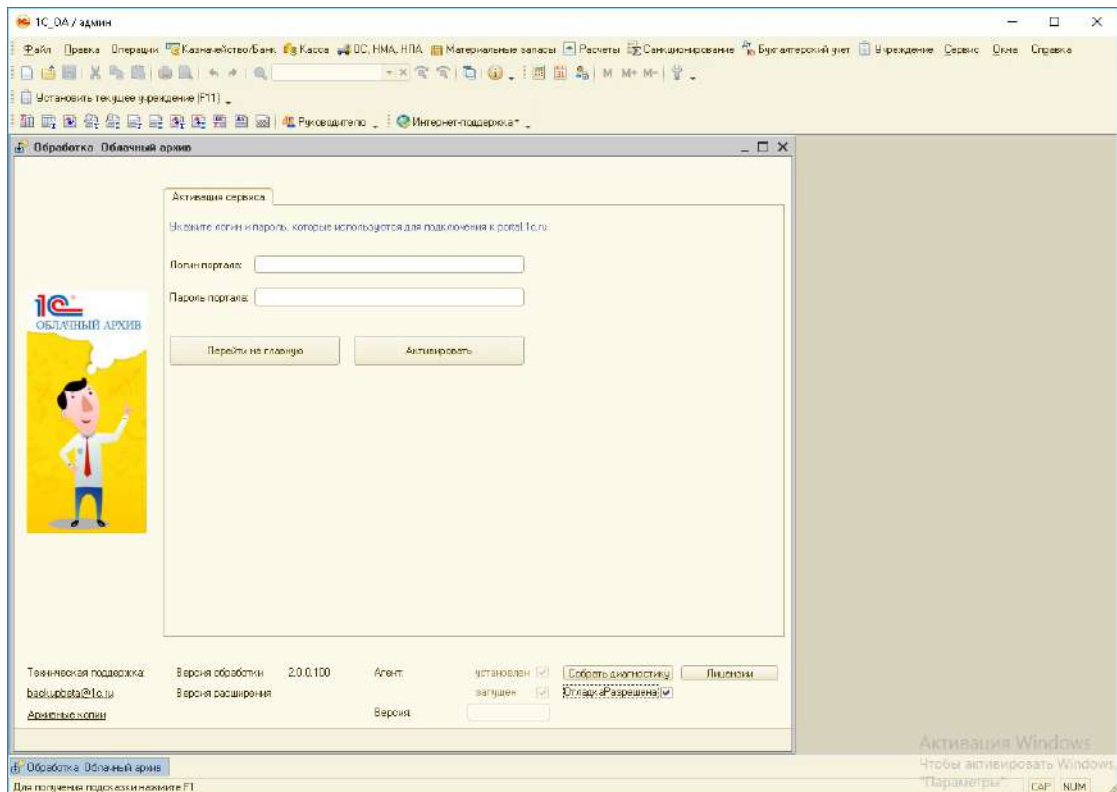 1С_ОА / админ
Файл Правка Операции Казначейство/Банк Касса ОС, НМА, НПА Материальные запасы Расчеты Санкционирование Бухгалтерский учет Учреждение Сервис Окна Справка
M M+ M-
Установить текущее учреждение (F11)
Руководителю Интернет-поддержка
Обработка Облачный архив
Активация сервиса
Укажите логин и пароль, которые используются для подключения к portal.1c.ru
Логин портала:
Пароль портала:
1С
ОБЛАЧНЫЙ АРХИВ
Перейти на главную Активировать
Техническая поддержка: Версия обработки 2.0.0.100 Агент: установлен Собрать диагностику Лицензии
backupbeta@1c.ru Версия расширения запущен ОтладкаРазрешена
Архивные копии Версия
Активация Windows
Чтобы активировать Windows,
"Параметры".
Обработка Облачный архив
Для получения подсказки нажмите F1 CAP NUM